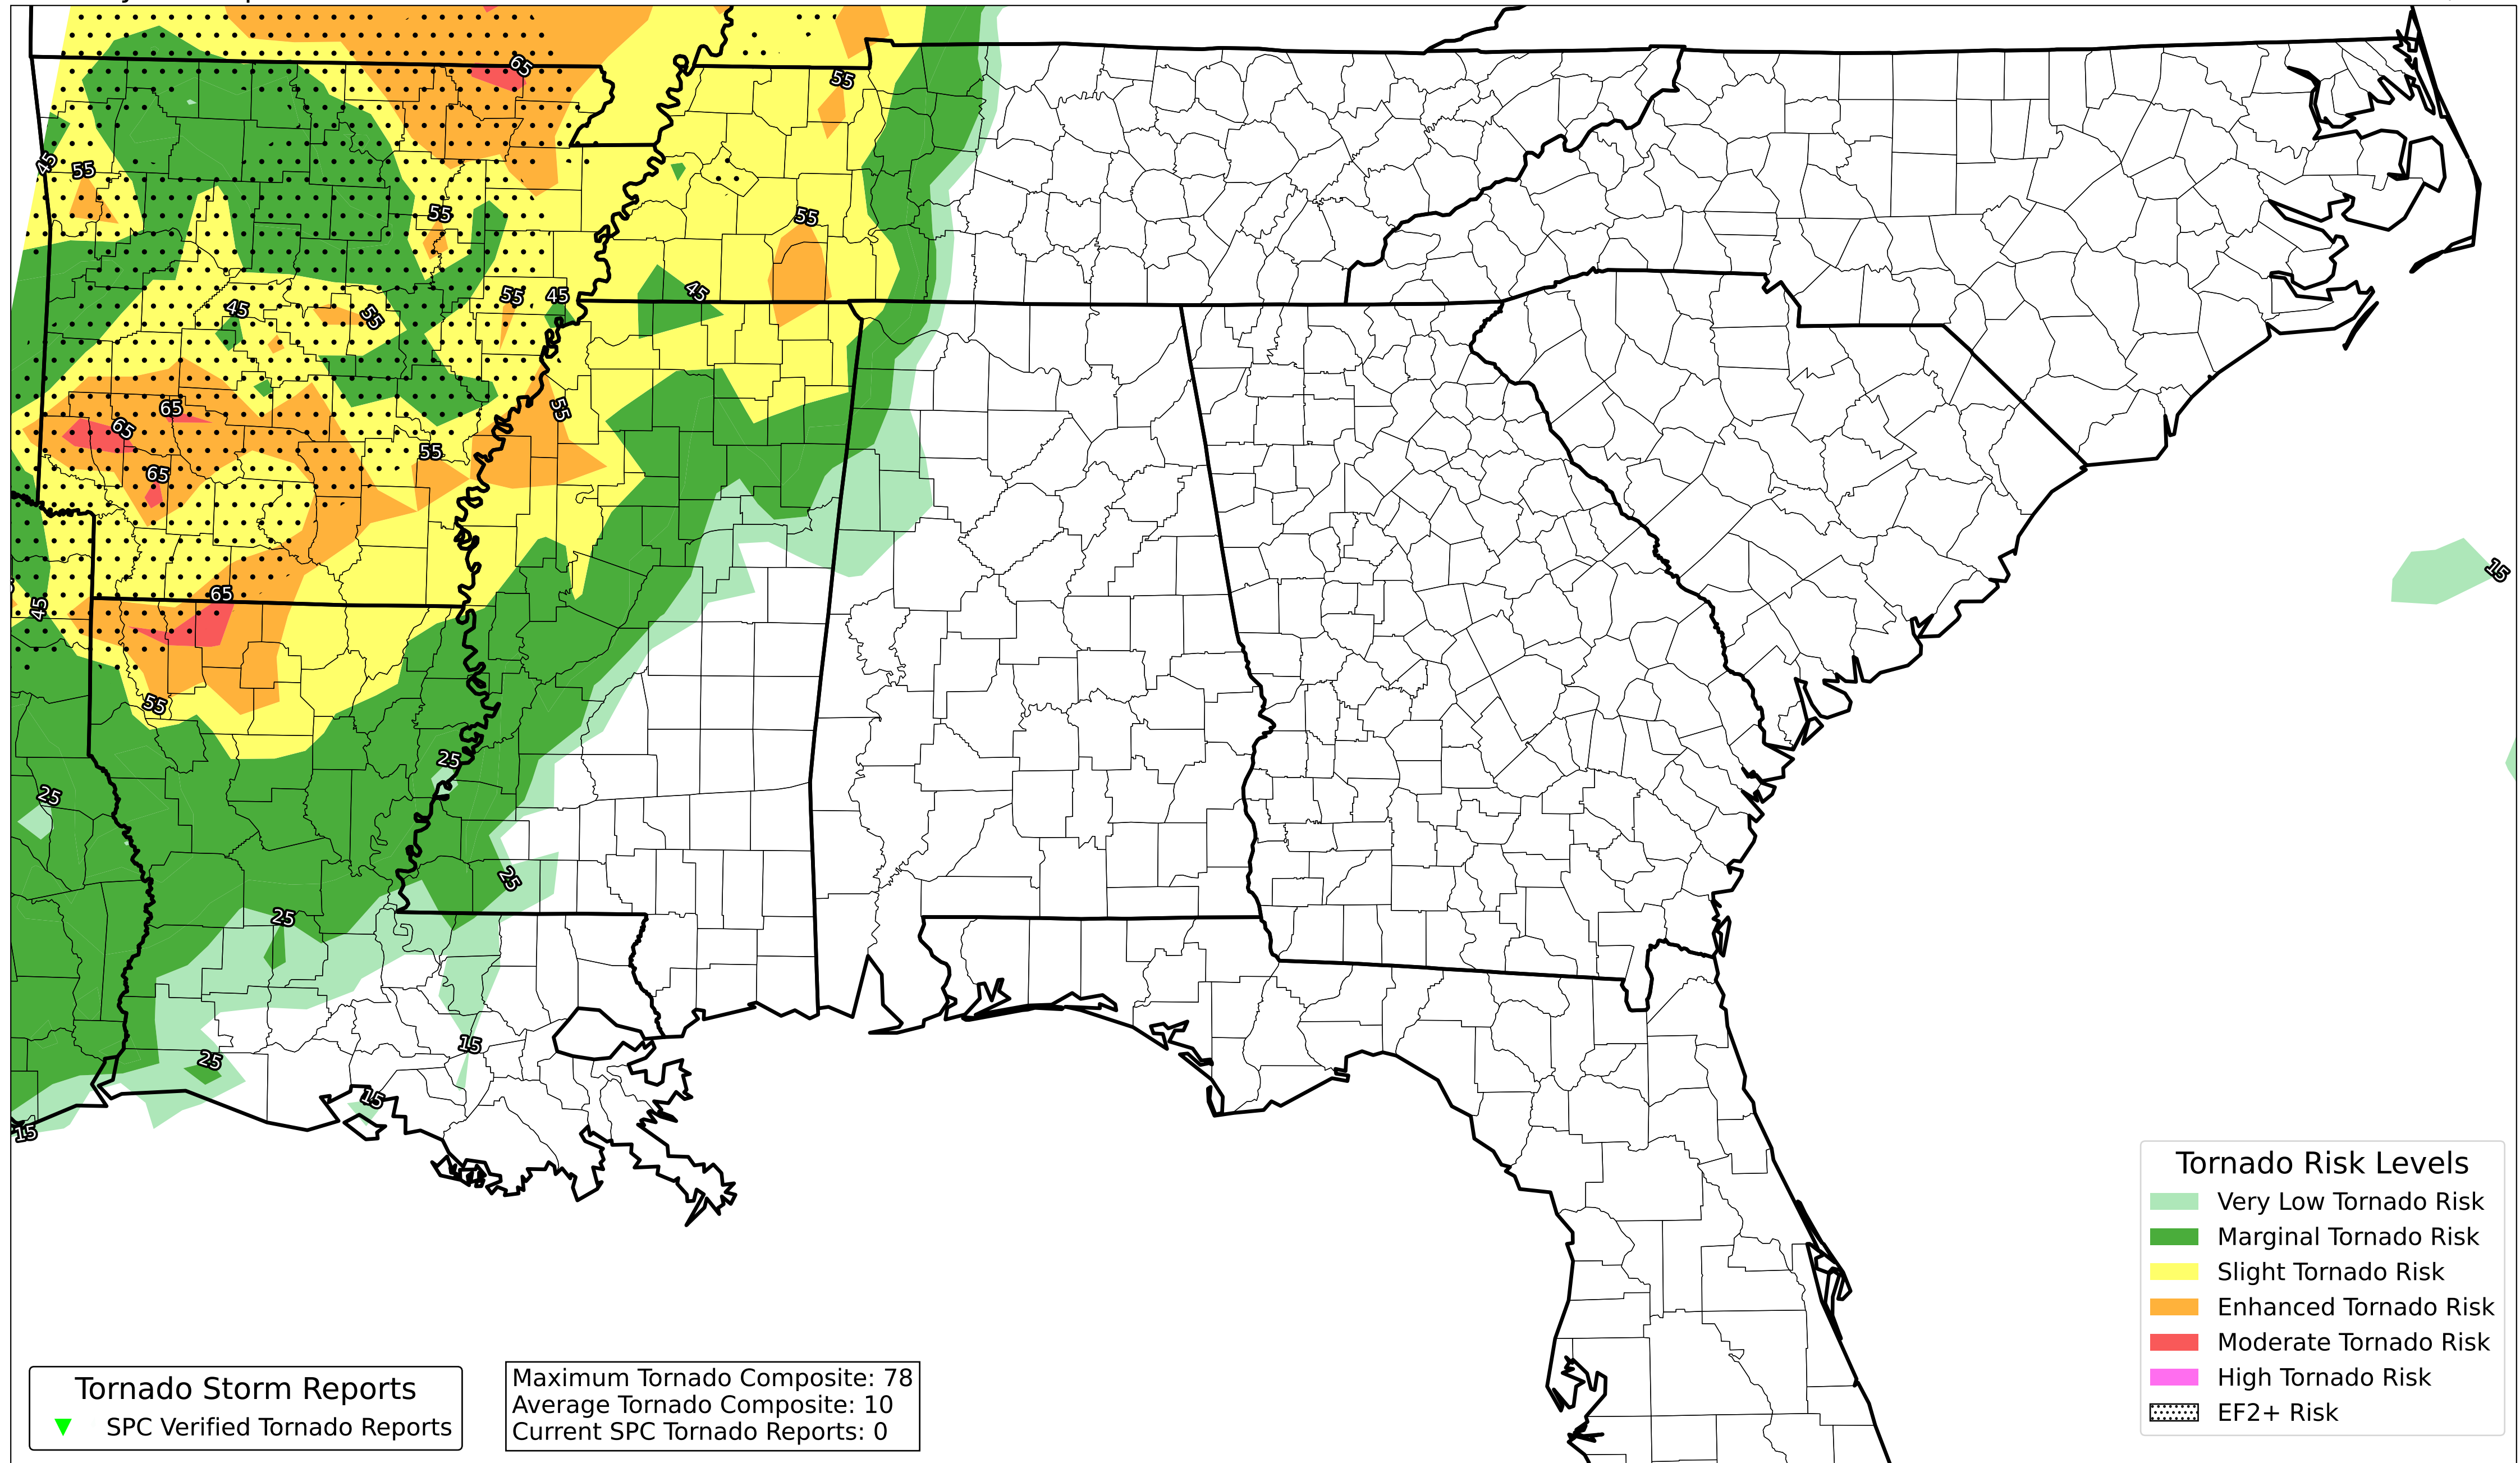 65
55
45
55
55
55
45
55
45
45
55
65
55
65
55
65
15
65
45
55
25
25
25
25
15
25
15
15
Tornado Risk Levels
Very Low Tornado Risk
Marginal Tornado Risk
Slight Tornado Risk
Enhanced Tornado Risk
Moderate Tornado Risk
High Tornado Risk
EF2+ Risk
Tornado Storm Reports
SPC Verified Tornado Reports
Maximum Tornado Composite: 78
Average Tornado Composite: 10
Current SPC Tornado Reports: 0